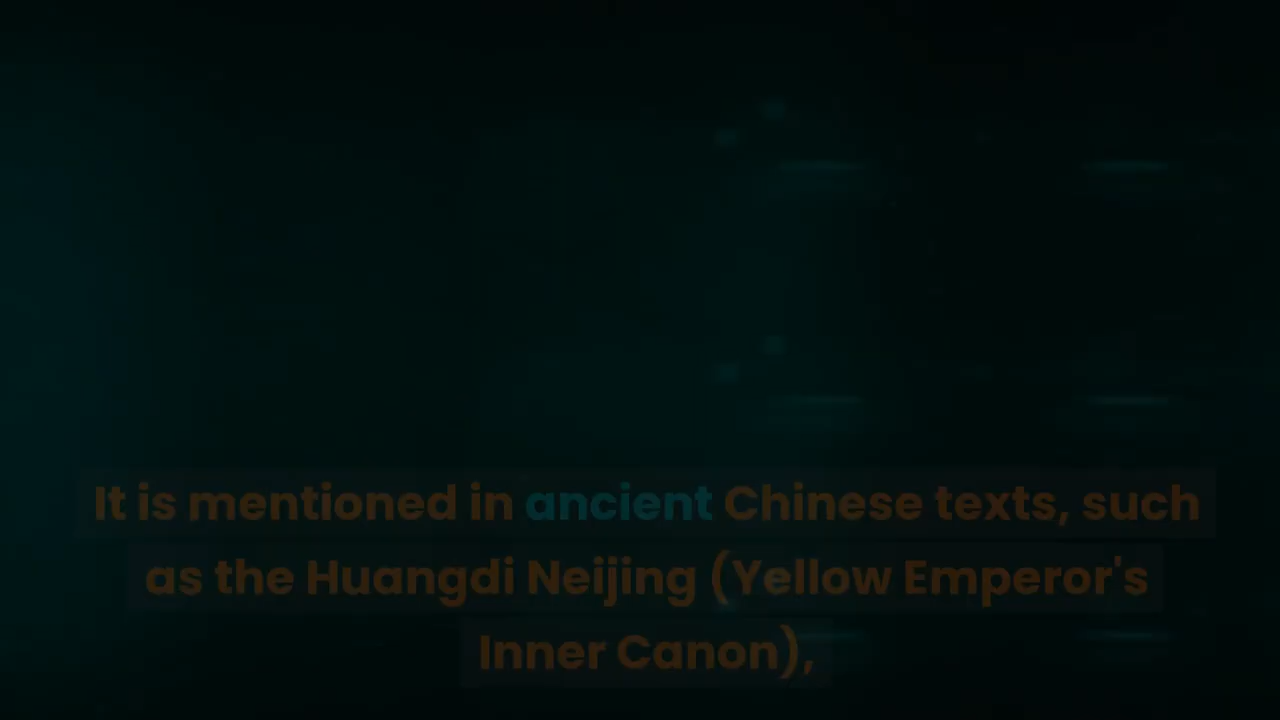 It is mentioned in ancient Chinese texts, such
as the Huangdi Neijing (Yellow Emperor's
Inner Canon),